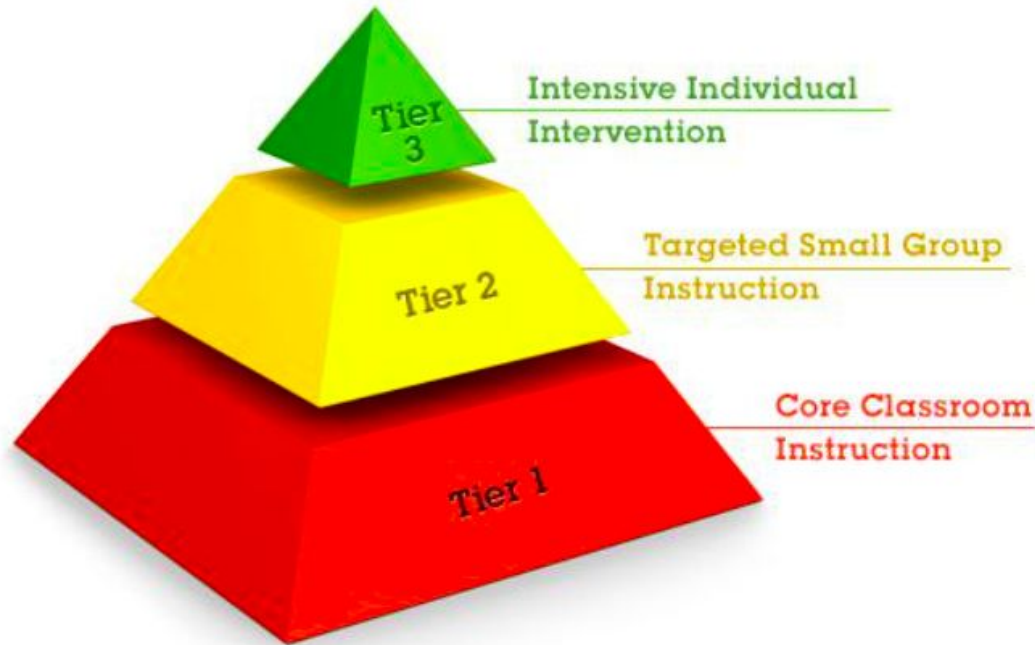 Tier
3
Intensive Individual
Intervention
Tier 2
Targeted Small Group
Instruction
Tier 1
Core Classroom
Instruction